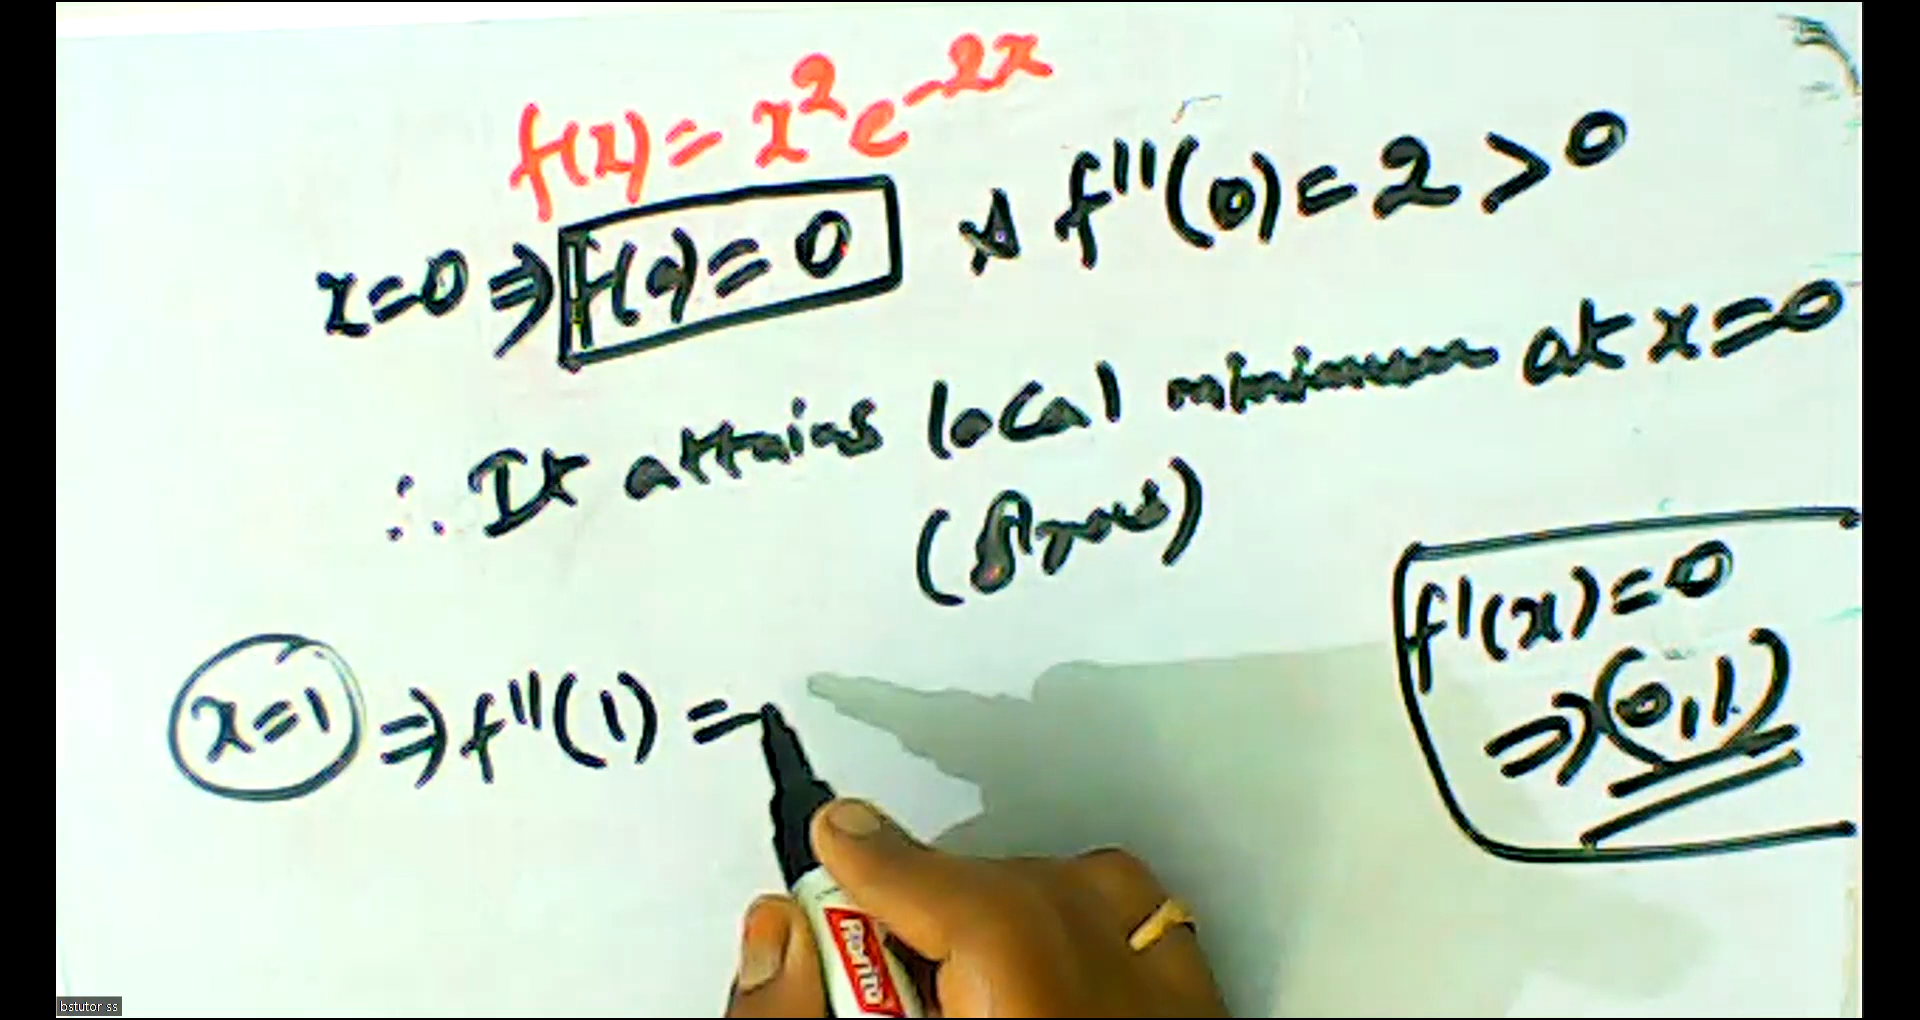 f(x) = x²e⁻²ˣ
x=0 ⇒ f(0) = 0 f''(0) = 2 > 0
∴ It attains local minimum at x=0
f'(x)=0
⇒ (0,1)
x=1 ⇒ f''(1) =
PROMITO
bstutor ss